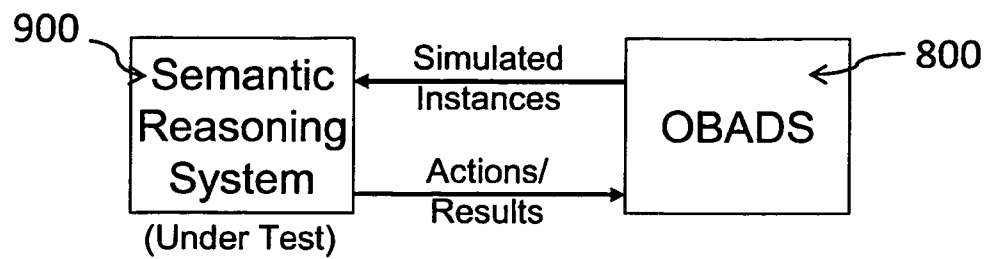 900
Semantic
Reasoning
System
(Under Test)
Simulated
Instances
Actions/
Results
OBADS
800